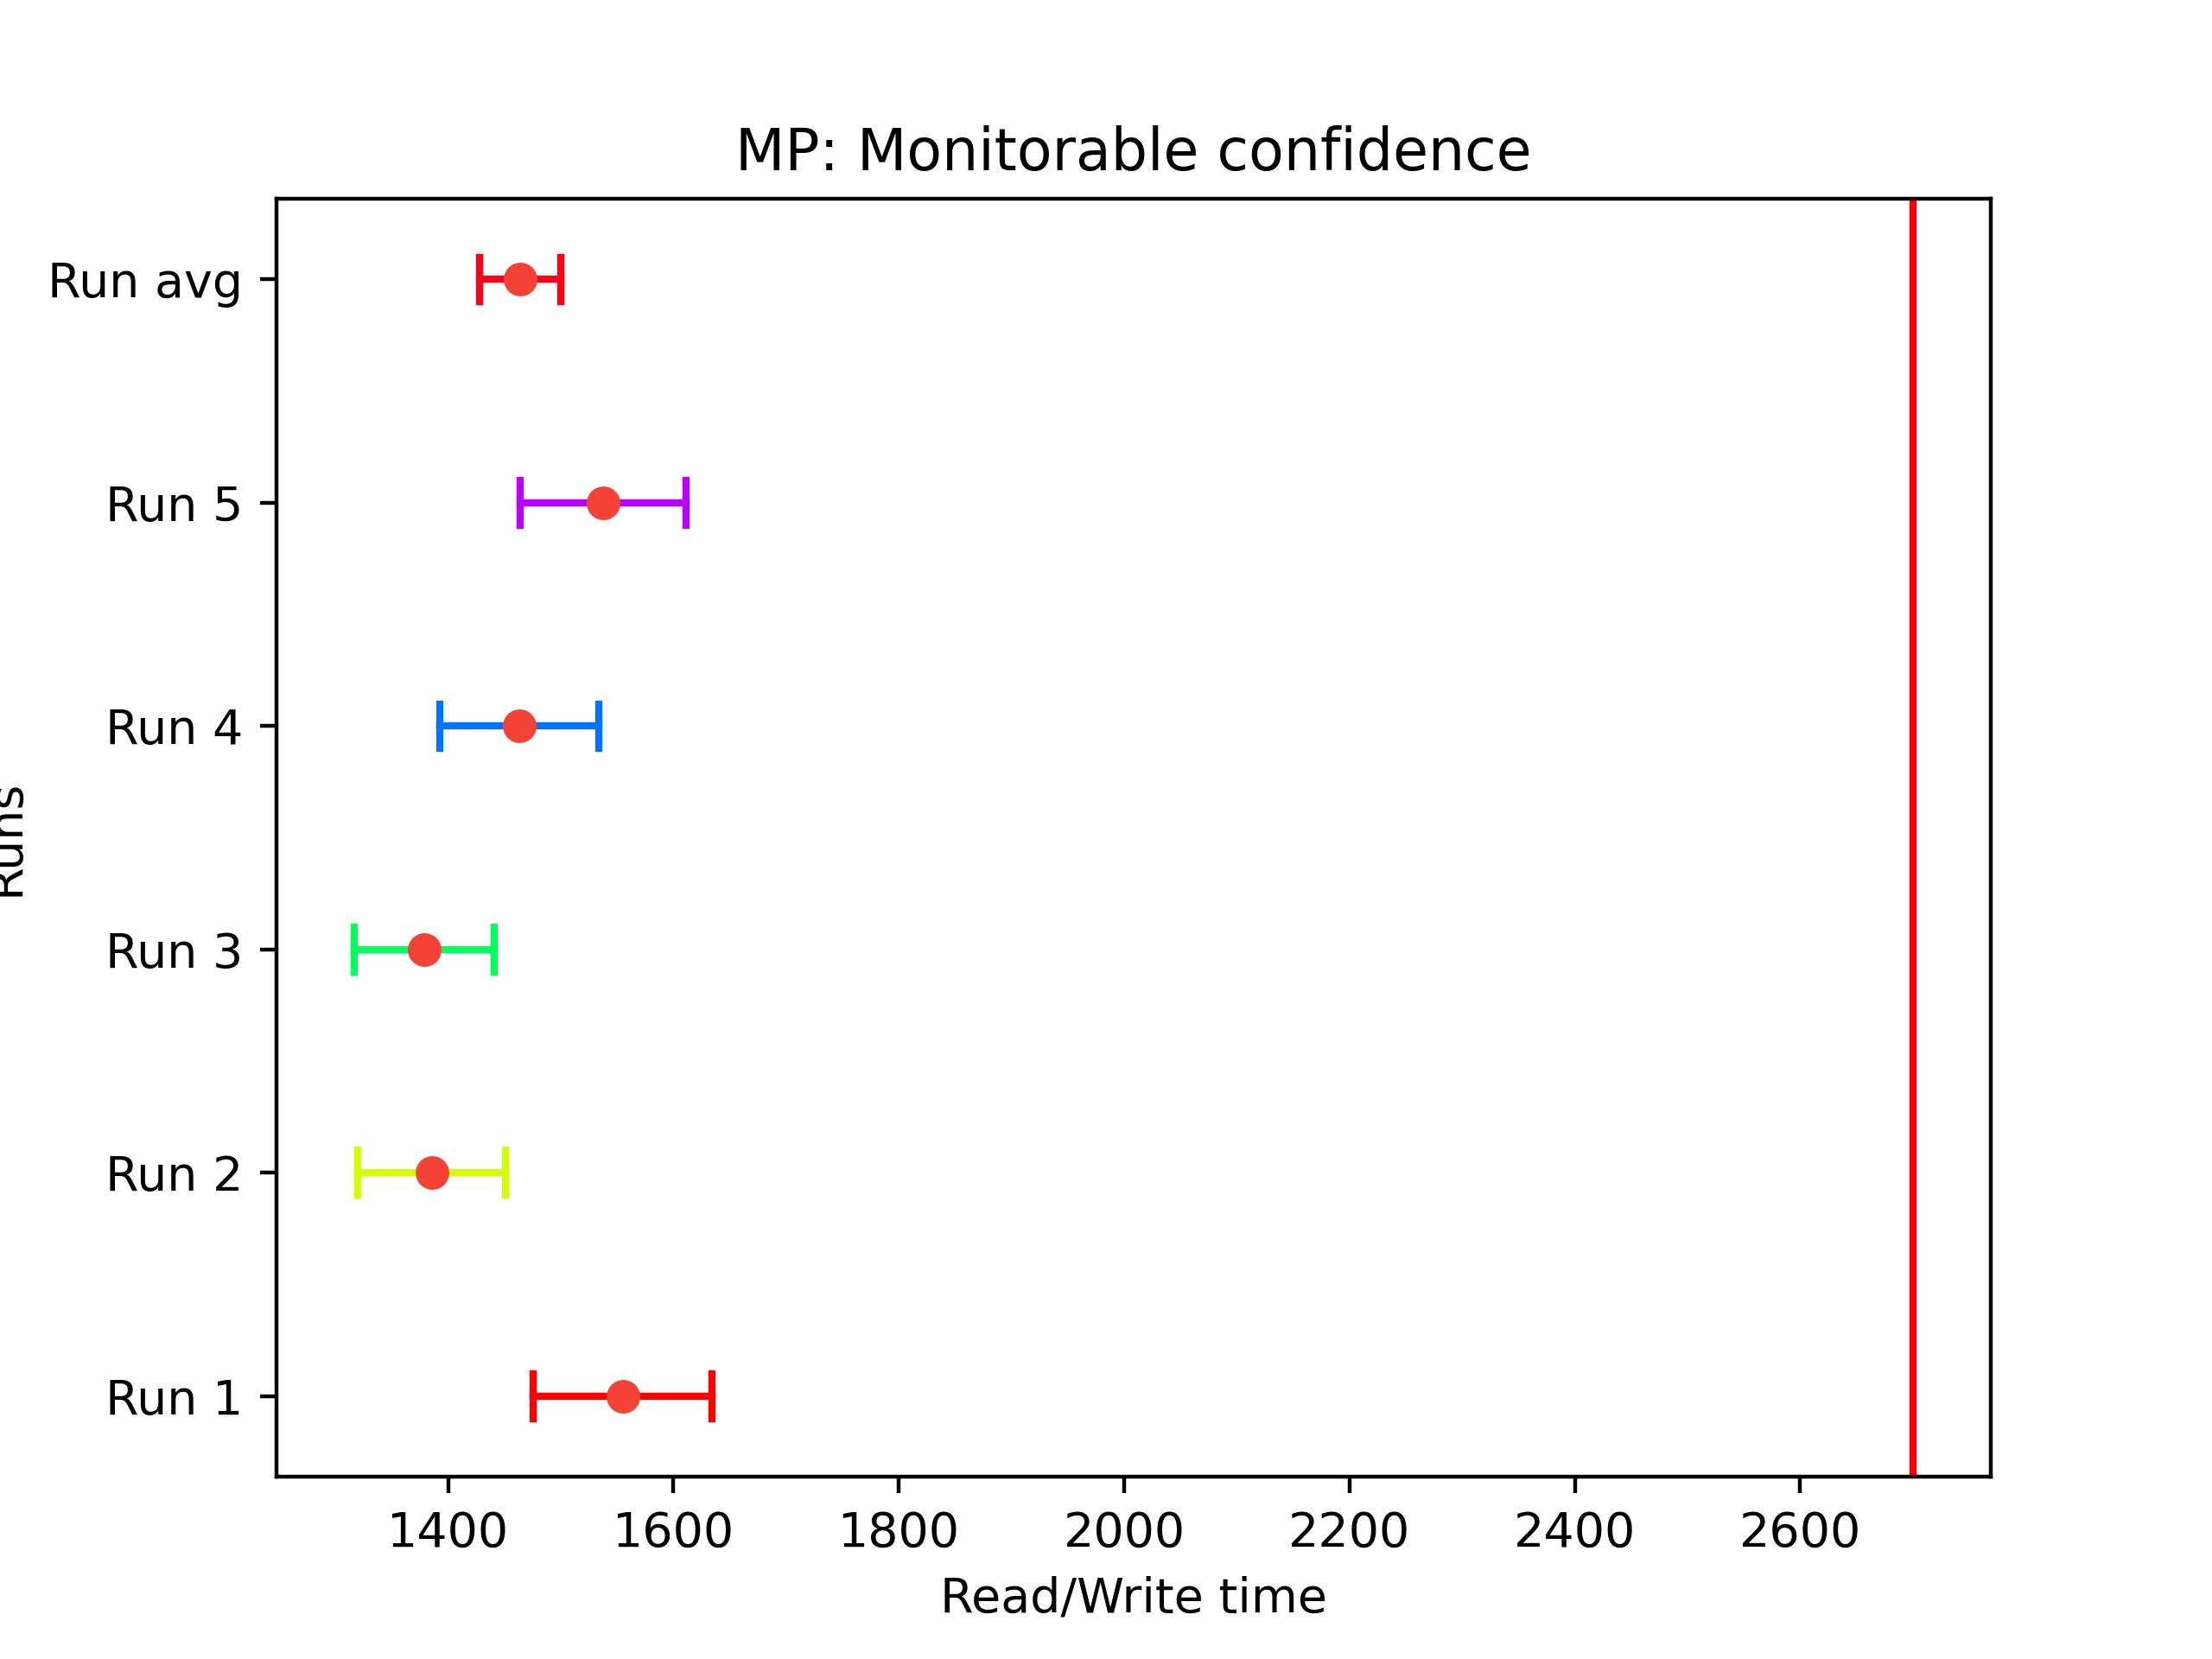 MP: Monitorable confidence
Run avg
Run 5
Run 4
Runs
Run 3
Run 2
Run 1
1400 1600 1800 2000 2200 2400 2600
Read/Write time